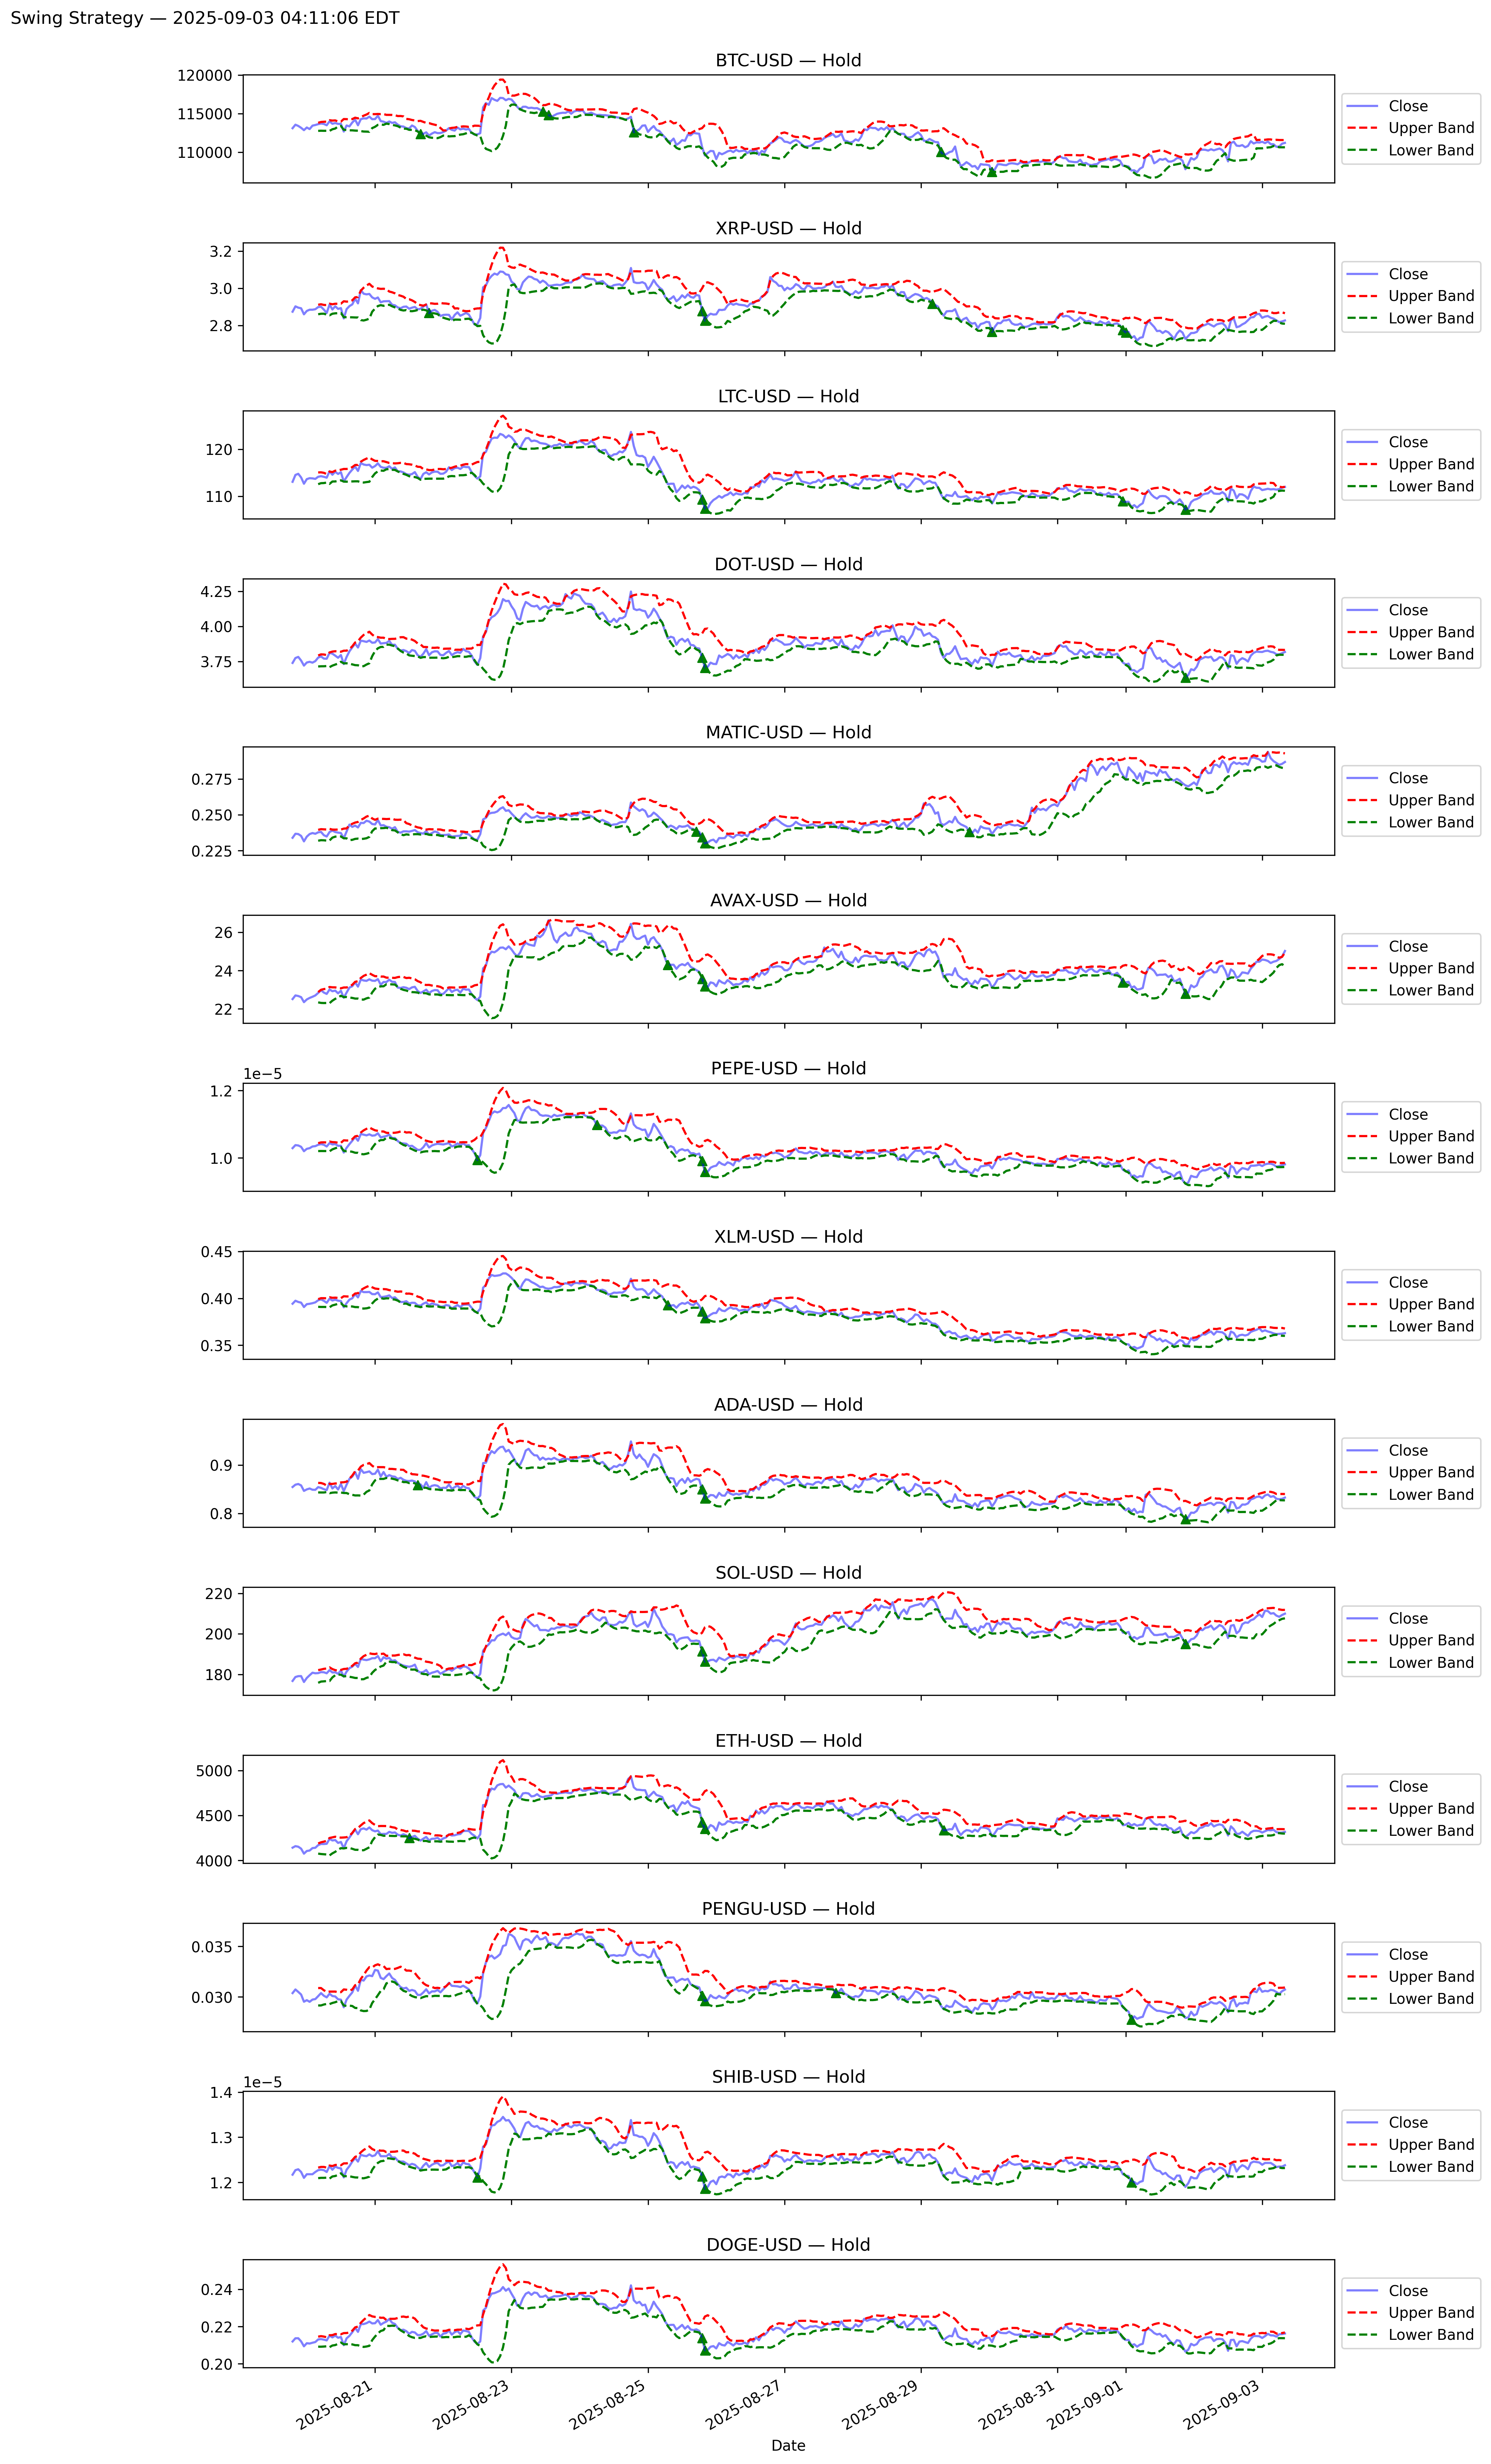 Swing Strategy — 2025-09-03 04:11:06 EDT
BTC-USD — Hold
120000
115000
110000
Close
Upper Band
Lower Band
XRP-USD — Hold
3.2
3.0
2.8
Close
Upper Band
Lower Band
LTC-USD — Hold
120
110
Close
Upper Band
Lower Band
DOT-USD — Hold
4.25
4.00
3.75
Close
Upper Band
Lower Band
MATIC-USD — Hold
0.275
0.250
0.225
Close
Upper Band
Lower Band
AVAX-USD — Hold
26
24
22
Close
Upper Band
Lower Band
PEPE-USD — Hold
1e−5
1.2
1.0
Close
Upper Band
Lower Band
XLM-USD — Hold
0.45
0.40
0.35
Close
Upper Band
Lower Band
ADA-USD — Hold
0.9
0.8
Close
Upper Band
Lower Band
SOL-USD — Hold
220
200
180
Close
Upper Band
Lower Band
ETH-USD — Hold
5000
4500
4000
Close
Upper Band
Lower Band
PENGU-USD — Hold
0.035
0.030
Close
Upper Band
Lower Band
SHIB-USD — Hold
1e−5
1.4
1.3
1.2
Close
Upper Band
Lower Band
DOGE-USD — Hold
0.24
0.22
0.20
Close
Upper Band
Lower Band
2025-08-21
2025-08-23
2025-08-25
2025-08-27
2025-08-29
2025-08-31
2025-09-01
2025-09-03
Date